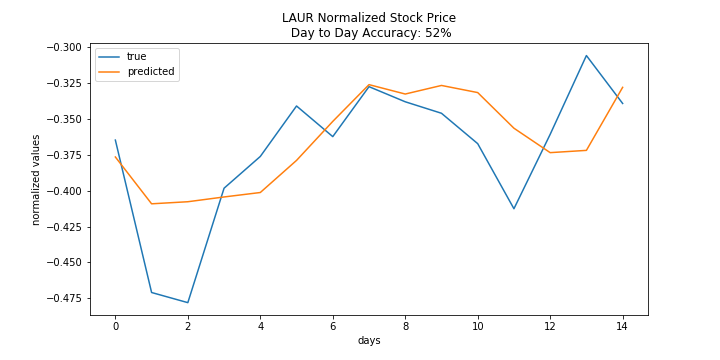 LAUR Normalized Stock Price
Day to Day Accuracy: 52%
true
predicted
normalized values
−0.300
−0.325
−0.350
−0.375
−0.400
−0.425
−0.450
−0.475
0 2 4 6 8 10 12 14
days